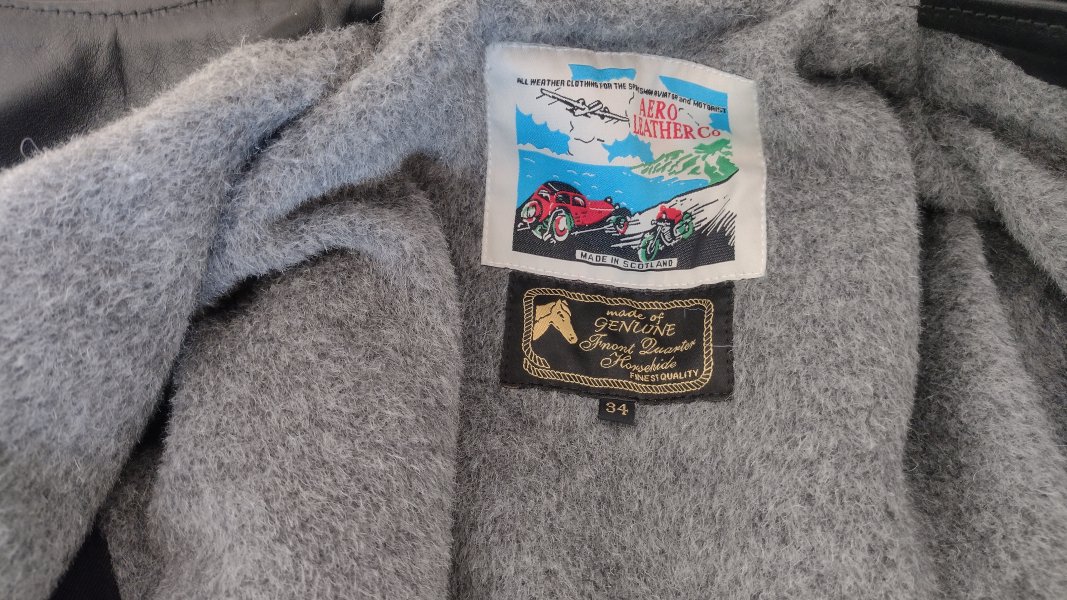 ALL WEATHER CLOTHING FOR THE SPORTSMAN AVIATOR and MOTORIST
AERO
LEATHER Co
MADE IN SCOTLAND
made of
GENUINE
Front Quarter
Horsehide
FINEST QUALITY
34